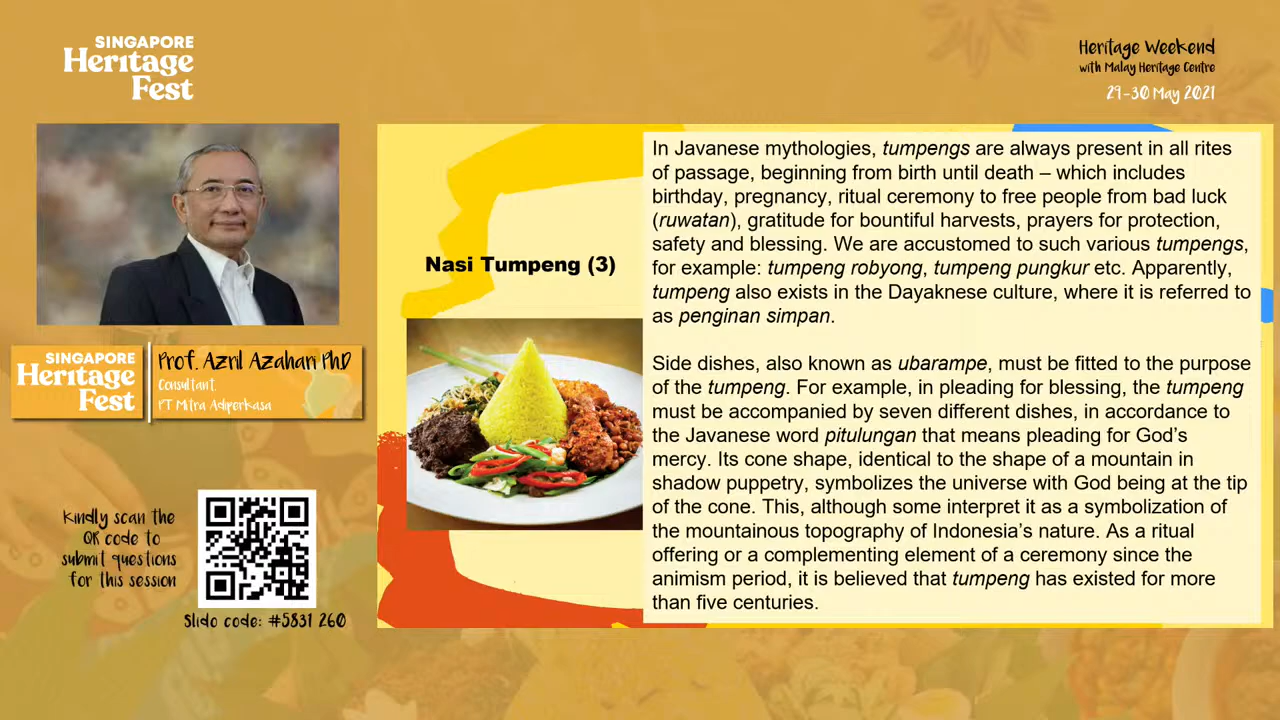 SINGAPORE
Heritage
Fest
Heritage Weekend
with Malay Heritage Centre
29-30 May 2021
SINGAPORE
Heritage
Fest
Prof. Azril Azahari PhD
Consultant,
PT Mitra Adiperkasa
Kindly scan the
QR code to
submit questions
for this session
Slido code: #5831 260
Nasi Tumpeng (3)
In Javanese mythologies, tumpengs are always present in all rites
of passage, beginning from birth until death – which includes
birthday, pregnancy, ritual ceremony to free people from bad luck
(ruwatan), gratitude for bountiful harvests, prayers for protection,
safety and blessing. We are accustomed to such various tumpengs,
for example: tumpeng robyong, tumpeng pungkur etc. Apparently,
tumpeng also exists in the Dayaknese culture, where it is referred to
as penginan simpan.
Side dishes, also known as ubarampe, must be fitted to the purpose
of the tumpeng. For example, in pleading for blessing, the tumpeng
must be accompanied by seven different dishes, in accordance to
the Javanese word pitulungan that means pleading for God's
mercy. Its cone shape, identical to the shape of a mountain in
shadow puppetry, symbolizes the universe with God being at the tip
of the cone. This, although some interpret it as a symbolization of
the mountainous topography of Indonesia's nature. As a ritual
offering or a complementing element of a ceremony since the
animism period, it is believed that tumpeng has existed for more
than five centuries.